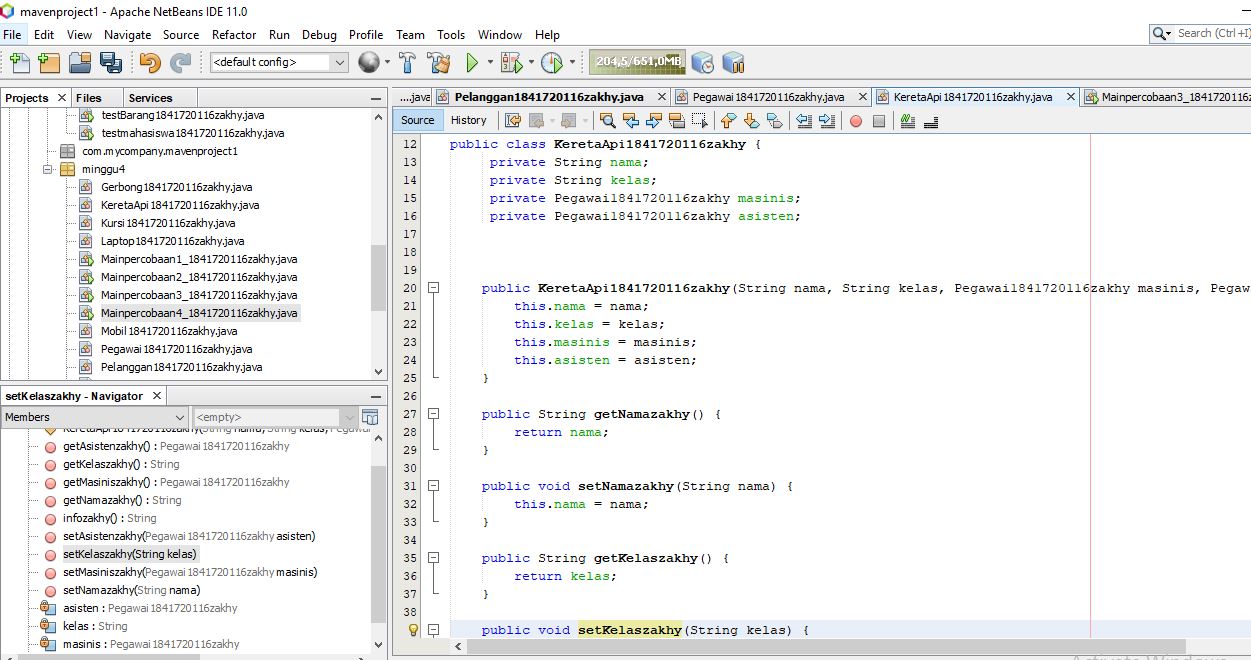 mavenproject1 - Apache NetBeans IDE 11.0
File Edit View Navigate Source Refactor Run Debug Profile Team Tools Window Help
Search (Ctrl+I)
<default config>
204,5/651,0MB
Projects Files Services
testBarang1841720116zakhy.java
testmahasiswa1841720116zakhy.java
com.mycompany.mavenproject1
minggu4
Gerbong1841720116zakhy.java
KeretaApi1841720116zakhy.java
Kursi1841720116zakhy.java
Laptop1841720116zakhy.java
Mainpercobaan1_1841720116zakhy.java
Mainpercobaan2_1841720116zakhy.java
Mainpercobaan3_1841720116zakhy.java
Mainpercobaan4_1841720116zakhy.java
Mobil1841720116zakhy.java
Pegawai1841720116zakhy.java
Pelanggan1841720116zakhy.java
setKelaszakhy - Navigator
Members <empty>
KeretaApi1841720116zakhy(String nama, String kelas, Pegawai
getAsistenzakhy() : Pegawai1841720116zakhy
getKelaszakhy() : String
getMasiniszakhy() : Pegawai1841720116zakhy
getNamazakhy() : String
infozakhy() : String
setAsistenzakhy(Pegawai1841720116zakhy asisten)
setKelaszakhy(String kelas)
setMasiniszakhy(Pegawai1841720116zakhy masinis)
setNamazakhy(String nama)
asisten : Pegawai1841720116zakhy
kelas : String
masinis : Pegawai1841720116zakhy
...java Pelanggan1841720116zakhy.java Pegawai1841720116zakhy.java KeretaApi1841720116zakhy.java Mainpercobaan3_1841720116z
Source History
12 public class KeretaApi1841720116zakhy {
13 private String nama;
14 private String kelas;
15 private Pegawai1841720116zakhy masinis;
16 private Pegawai1841720116zakhy asisten;
17
18
19
20 public KeretaApi1841720116zakhy(String nama, String kelas, Pegawai1841720116zakhy masinis, Pegaw
21 this.nama = nama;
22 this.kelas = kelas;
23 this.masinis = masinis;
24 this.asisten = asisten;
25 }
26
27 public String getNamazakhy() {
28 return nama;
29 }
30
31 public void setNamazakhy(String nama) {
32 this.nama = nama;
33 }
34
35 public String getKelaszakhy() {
36 return kelas;
37 }
38
public void setKelaszakhy(String kelas) {